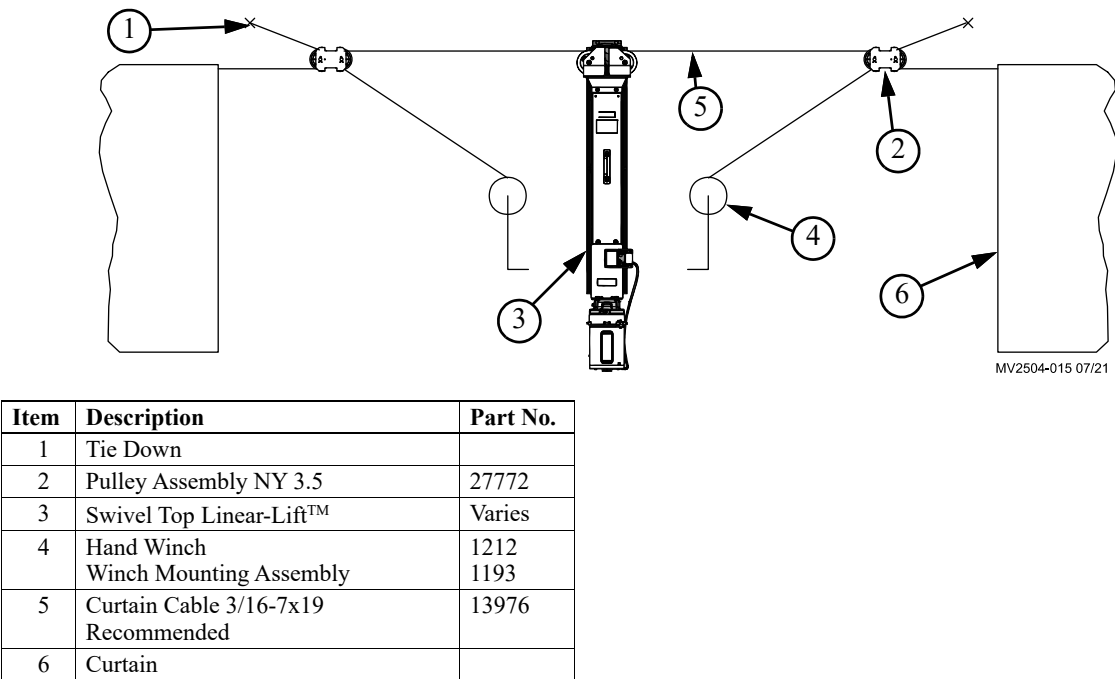 1
5
2
4
3
6
MV2504-015 07/21
Item Description Part No.
1 Tie Down
2 Pulley Assembly NY 3.5 27772
3 Swivel Top Linear-Lift™ Varies
4 Hand Winch 1212
Winch Mounting Assembly 1193
5 Curtain Cable 3/16-7x19 13976
Recommended
6 Curtain